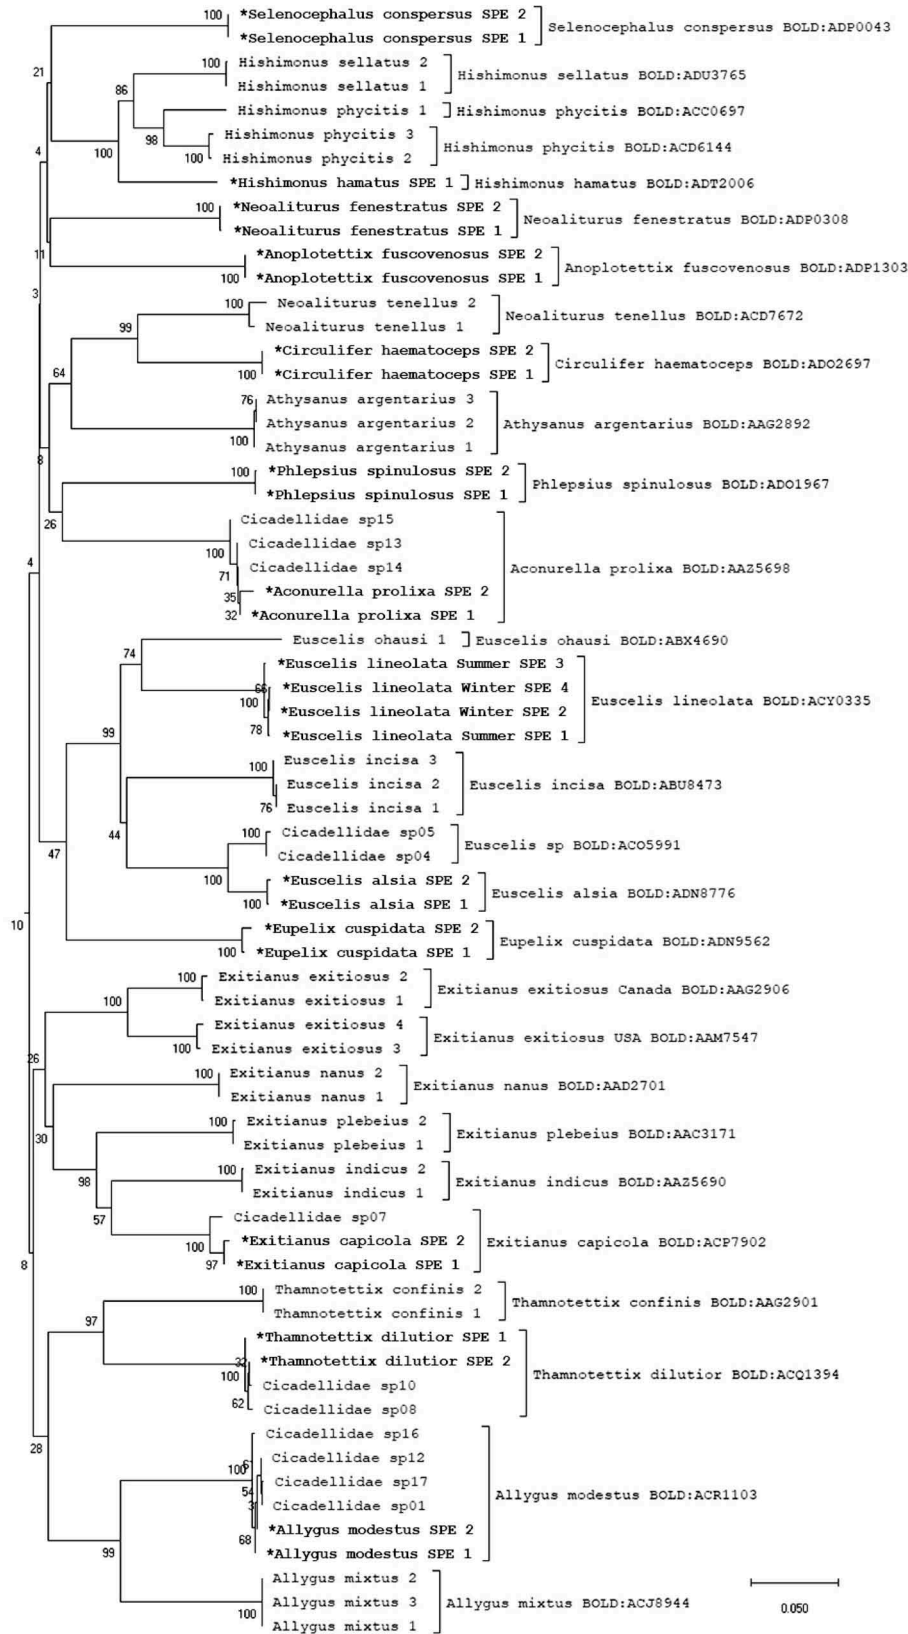 100 *Selenocephalus conspersus SPE 2
*Selenocephalus conspersus SPE 1
Selenocephalus conspersus BOLD:ADP0043
21
100 Hishimonus sellatus 2
Hishimonus sellatus 1
Hishimonus sellatus BOLD:ADU3765
86
Hishimonus phycitis 1
Hishimonus phycitis BOLD:ACC0697
98
Hishimonus phycitis 3
100 Hishimonus phycitis 2
Hishimonus phycitis BOLD:ACD6144
100
4
*Hishimonus hamatus SPE 1
Hishimonus hamatus BOLD:ADT2006
100 *Neoaliturus fenestratus SPE 2
*Neoaliturus fenestratus SPE 1
Neoaliturus fenestratus BOLD:ADP0308
11
*Anoplotettix fuscovenosus SPE 2
100 *Anoplotettix fuscovenosus SPE 1
Anoplotettix fuscovenosus BOLD:ADP1303
3
100 Neoaliturus tenellus 2
Neoaliturus tenellus 1
Neoaliturus tenellus BOLD:ACD7672
99
*Circulifer haematoceps SPE 2
100 *Circulifer haematoceps SPE 1
Circulifer haematoceps BOLD:ADO2697
64
76 Athysanus argentarius 3
Athysanus argentarius 2
100 Athysanus argentarius 1
Athysanus argentarius BOLD:AAG2892
8
100 *Phlepsius spinulosus SPE 2
*Phlepsius spinulosus SPE 1
Phlepsius spinulosus BOLD:ADO1967
26
Cicadellidae sp15
Cicadellidae sp13
100
Cicadellidae sp14
71
*Aconurella prolixa SPE 2
35
32 *Aconurella prolixa SPE 1
Aconurella prolixa BOLD:AAZ5698
4
Euscelis ohausi 1
Euscelis ohausi BOLD:ABX4690
74
*Euscelis lineolata Summer SPE 3
66 *Euscelis lineolata Winter SPE 4
100
*Euscelis lineolata Winter SPE 2
78 *Euscelis lineolata Summer SPE 1
Euscelis lineolata BOLD:ACY0335
99
100 Euscelis incisa 3
Euscelis incisa 2
76 Euscelis incisa 1
Euscelis incisa BOLD:ABU8473
44
100 Cicadellidae sp05
Cicadellidae sp04
Euscelis sp BOLD:ACO5991
100
*Euscelis alsia SPE 2
100 *Euscelis alsia SPE 1
Euscelis alsia BOLD:ADN8776
47
*Eupelix cuspidata SPE 2
100 *Eupelix cuspidata SPE 1
Eupelix cuspidata BOLD:ADN9562
10
100 Exitianus exitiosus 2
Exitianus exitiosus 1
Exitianus exitiosus Canada BOLD:AAG2906
100
Exitianus exitiosus 4
100 Exitianus exitiosus 3
Exitianus exitiosus USA BOLD:AAM7547
26
100 Exitianus nanus 2
Exitianus nanus 1
Exitianus nanus BOLD:AAD2701
30
100 Exitianus plebeius 2
Exitianus plebeius 1
Exitianus plebeius BOLD:AAC3171
98
100 Exitianus indicus 2
Exitianus indicus 1
Exitianus indicus BOLD:AAZ5690
57
Cicadellidae sp07
100 *Exitianus capicola SPE 2
97 *Exitianus capicola SPE 1
Exitianus capicola BOLD:ACP7902
8
100 Thamnotettix confinis 2
Thamnotettix confinis 1
Thamnotettix confinis BOLD:AAG2901
97
*Thamnotettix dilutior SPE 1
32 *Thamnotettix dilutior SPE 2
100
Cicadellidae sp10
62 Cicadellidae sp08
Thamnotettix dilutior BOLD:ACQ1394
28
Cicadellidae sp16
Cicadellidae sp12
100
Cicadellidae sp17
54
Cicadellidae sp01
*Allygus modestus SPE 2
68
*Allygus modestus SPE 1
Allygus modestus BOLD:ACR1103
99
Allygus mixtus 2
Allygus mixtus 3
100
Allygus mixtus 1
Allygus mixtus BOLD:ACJ8944
0.050